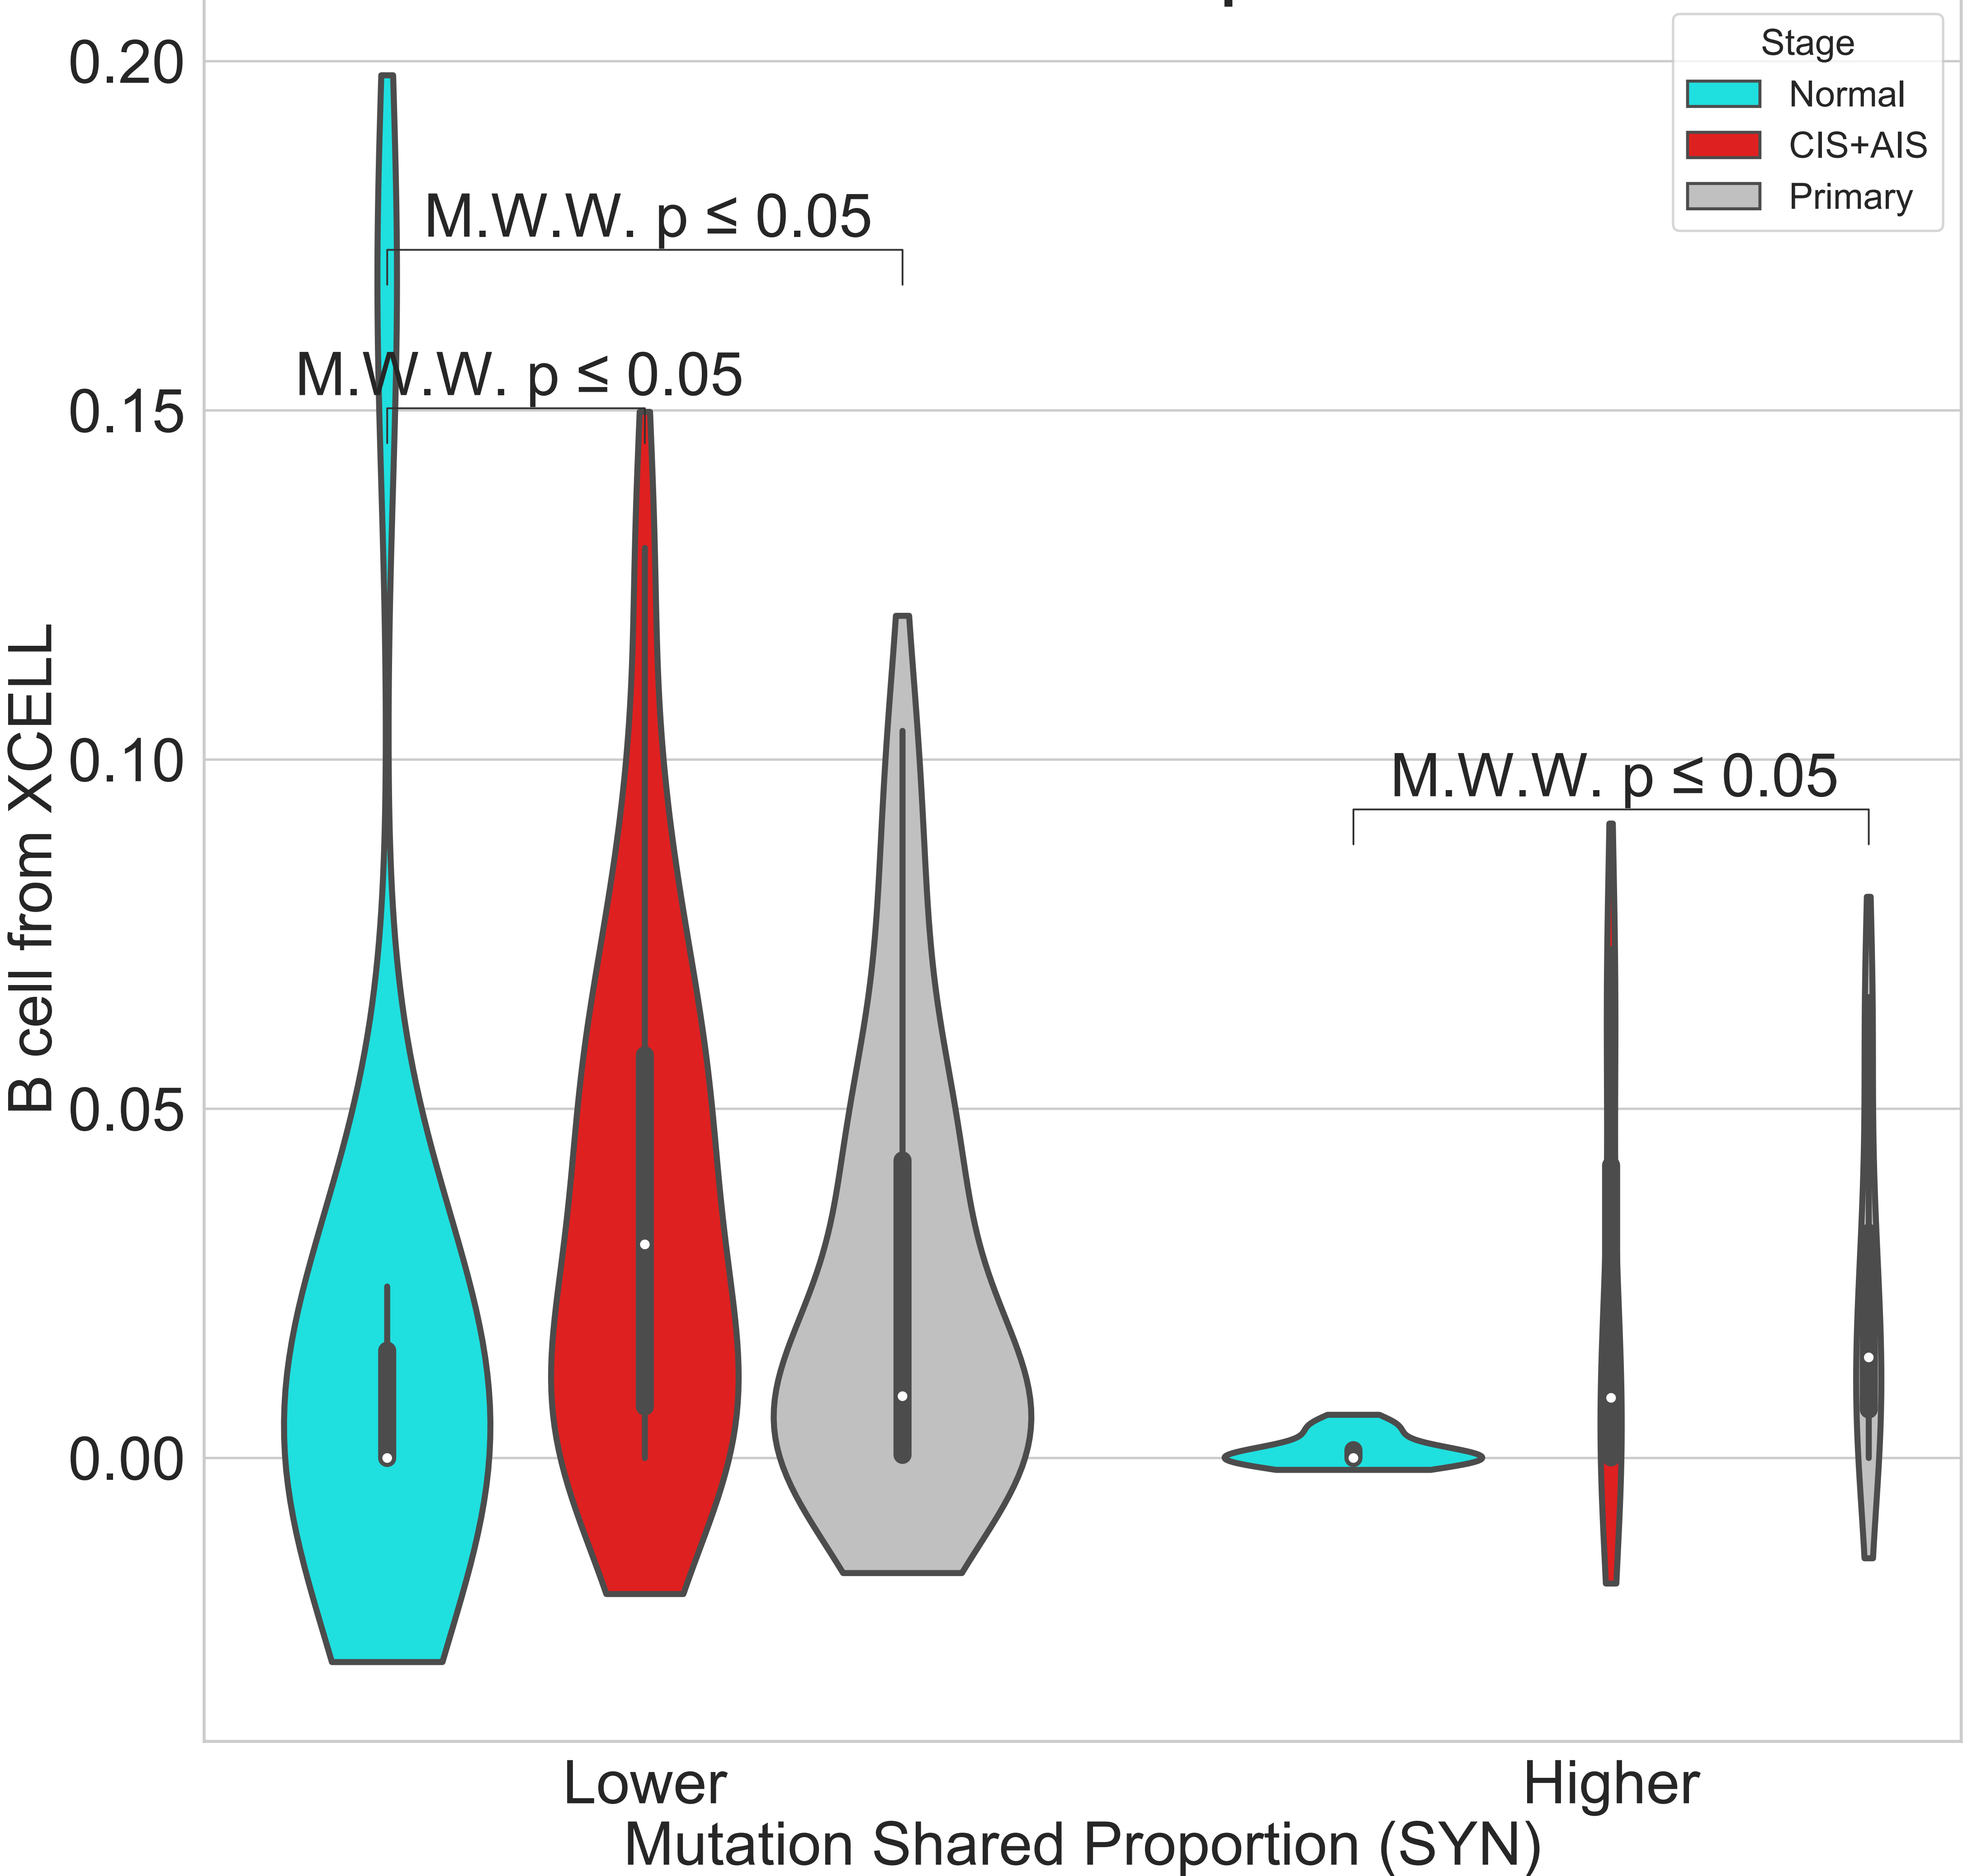 Stage
Normal
CIS+AIS
Primary
0.20
0.15
0.10
0.05
0.00
B cell from XCELL
M.W.W. p ≤ 0.05
M.W.W. p ≤ 0.05
M.W.W. p ≤ 0.05
Lower
Higher
Mutation Shared Proportion (SYN)